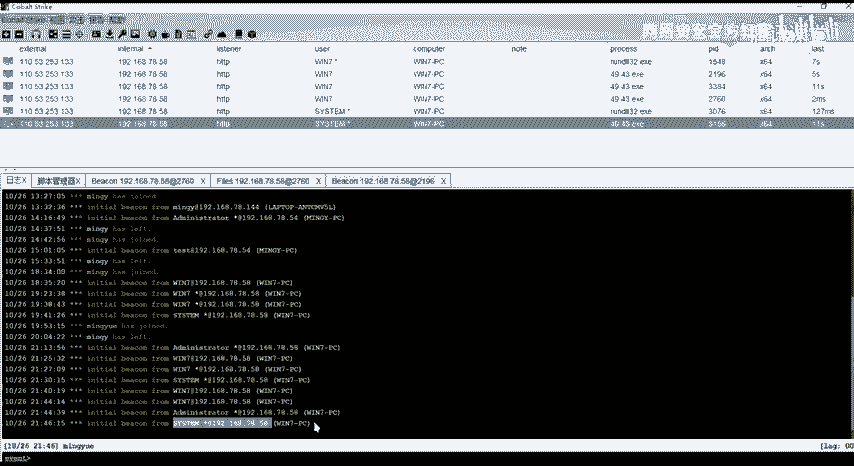 Cobalt Strike
external internal listener user computer note process pid arch last
110.53.253.133 192.168.78.58 http WIN7 * WIN7-PC rundll32.exe 1548 x64 7s
110.53.253.133 192.168.78.58 http WIN7 WIN7-PC 49-43.exe 2196 x64 5s
110.53.253.133 192.168.78.58 http WIN7 WIN7-PC 49-43.exe 3384 x64 11s
110.53.253.133 192.168.78.58 http WIN7 WIN7-PC 49-43.exe 2760 x64 2ms
110.53.253.133 192.168.78.58 http SYSTEM * WIN7-PC rundll32.exe 3076 x64 127ms
110.53.253.133 192.168.78.58 http SYSTEM * WIN7-PC 49-43.exe x64 11s
日志X 脚本管理器X Beacon 192.168.78.58@2760 X Files 192.168.78.58@2760 X Beacon 192.168.78.58@2196 X
10/26 13:27:05 *** mingy has joined.
10/26 13:32:36 *** initial beacon from mingy@192.168.78.144 (LAPTOP-ANTCMV5L)
10/26 14:16:49 *** initial beacon from Administrator *@192.168.78.54 (MINGY-PC)
10/26 14:37:51 *** mingy has left.
10/26 14:42:56 *** mingy has joined.
10/26 15:01:05 *** initial beacon from test@192.168.78.54 (MINGY-PC)
10/26 15:33:51 *** mingy has left.
10/26 18:34:09 *** mingy has joined.
10/26 18:35:20 *** initial beacon from WIN7@192.168.78.58 (WIN7-PC)
10/26 19:23:38 *** initial beacon from WIN7 *@192.168.78.58 (WIN7-PC)
10/26 19:38:43 *** initial beacon from WIN7 *@192.168.78.58 (WIN7-PC)
10/26 19:41:26 *** initial beacon from SYSTEM *@192.168.78.58 (WIN7-PC)
10/26 19:53:15 *** mingyue has joined.
10/26 20:04:22 *** mingy has left.
10/26 21:13:56 *** initial beacon from Administrator *@192.168.78.58 (WIN7-PC)
10/26 21:25:32 *** initial beacon from WIN7@192.168.78.58 (WIN7-PC)
10/26 21:27:09 *** initial beacon from WIN7 *@192.168.78.58 (WIN7-PC)
10/26 21:30:15 *** initial beacon from SYSTEM *@192.168.78.58 (WIN7-PC)
10/26 21:40:19 *** initial beacon from WIN7@192.168.78.58 (WIN7-PC)
10/26 21:44:14 *** initial beacon from WIN7@192.168.78.58 (WIN7-PC)
10/26 21:44:39 *** initial beacon from Administrator *@192.168.78.58 (WIN7-PC)
10/26 21:46:15 *** initial beacon from SYSTEM *@192.168.78.58 (WIN7-PC)
[10/26 21:46] mingyue [lag: 00
event>